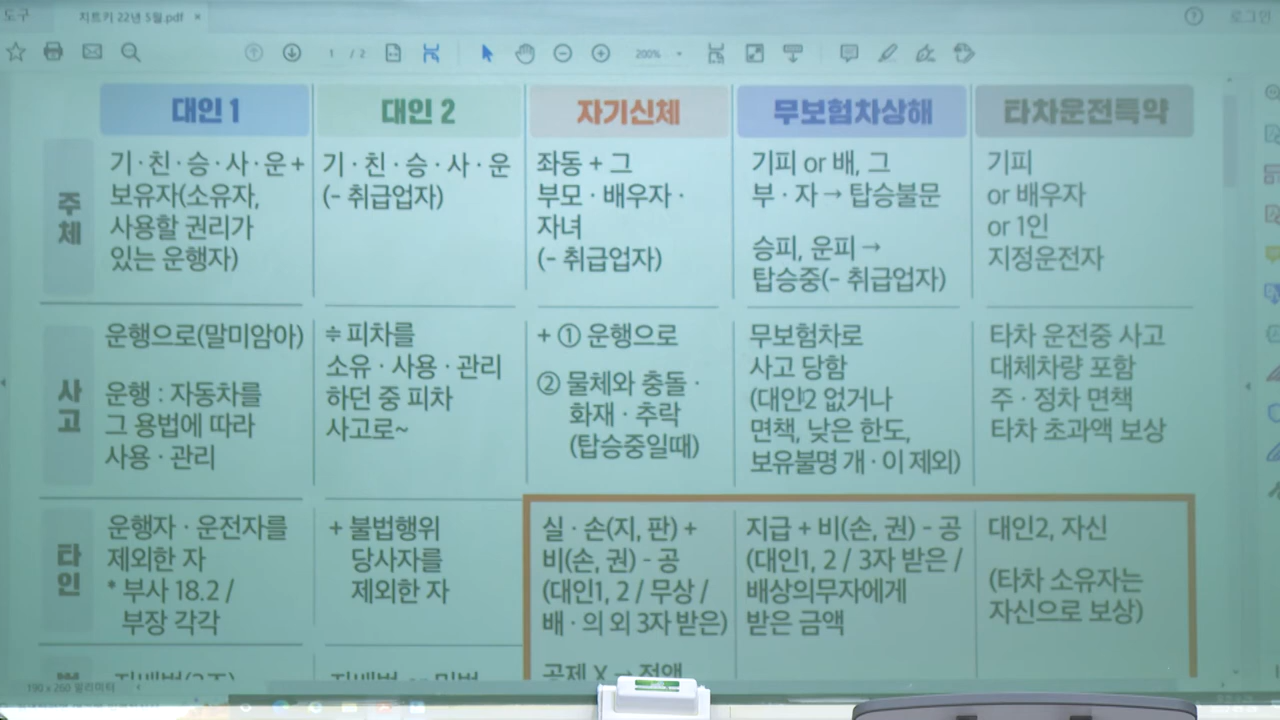 도구
치트키 22년 5월.pdf ×
로그인
1 / 2
200%
대인 1
대인 2
자기신체
무보험차상해
타차운전특약
주체
기 · 친 · 승 · 사 · 운 +
보유자(소유자,
사용할 권리가
있는 운행자)
기 · 친 · 승 · 사 · 운
(- 취급업자)
좌동 + 그
부모 · 배우자 ·
자녀
(- 취급업자)
기피 or 배, 그
부 · 자 → 탑승불문
승피, 운피 →
탑승중(- 취급업자)
기피
or 배우자
or 1인
지정운전자
사고
운행으로(말미암아)
운행 : 자동차를
그 용법에 따라
사용 · 관리
÷ 피차를
소유 · 사용 · 관리
하던 중 피차
사고로~
+ ① 운행으로
② 물체와 충돌 ·
화재 · 추락
(탑승중일때)
무보험차로
사고 당함
(대인2 없거나
면책, 낮은 한도,
보유불명 개 · 이 제외)
타차 운전중 사고
대체차량 포함
주 · 정차 면책
타차 초과액 보상
타인
운행자 · 운전자를
제외한 자
* 부사 18.2 /
부장 각각
+ 불법행위
당사자를
제외한 자
실 · 손(지, 판) +
비(손, 권) - 공
(대인1, 2 / 무상 /
배 · 의 외 3자 받은)
공제 X → 전액
지급 + 비(손, 권) - 공
(대인1, 2 / 3자 받은 /
배상의무자에게
받은 금액
대인2, 자신
(타차 소유자는
자신으로 보상)
190 x 260 밀리미터